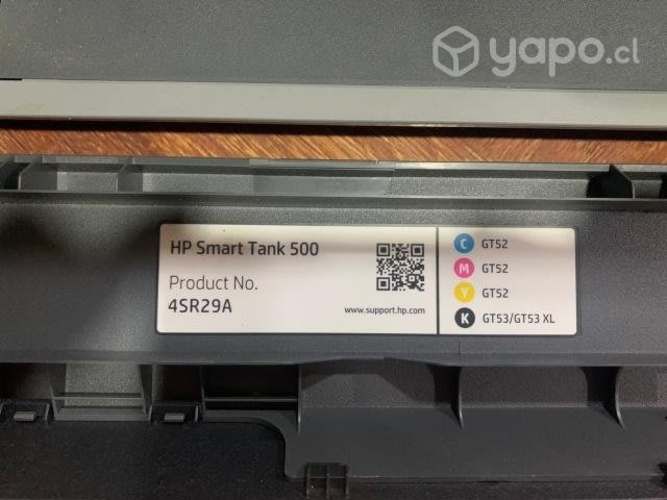 yapo.cl
HP Smart Tank 500
Product No.
4SR29A
www.support.hp.com
C GT52
M GT52
Y GT52
K GT53/GT53 XL